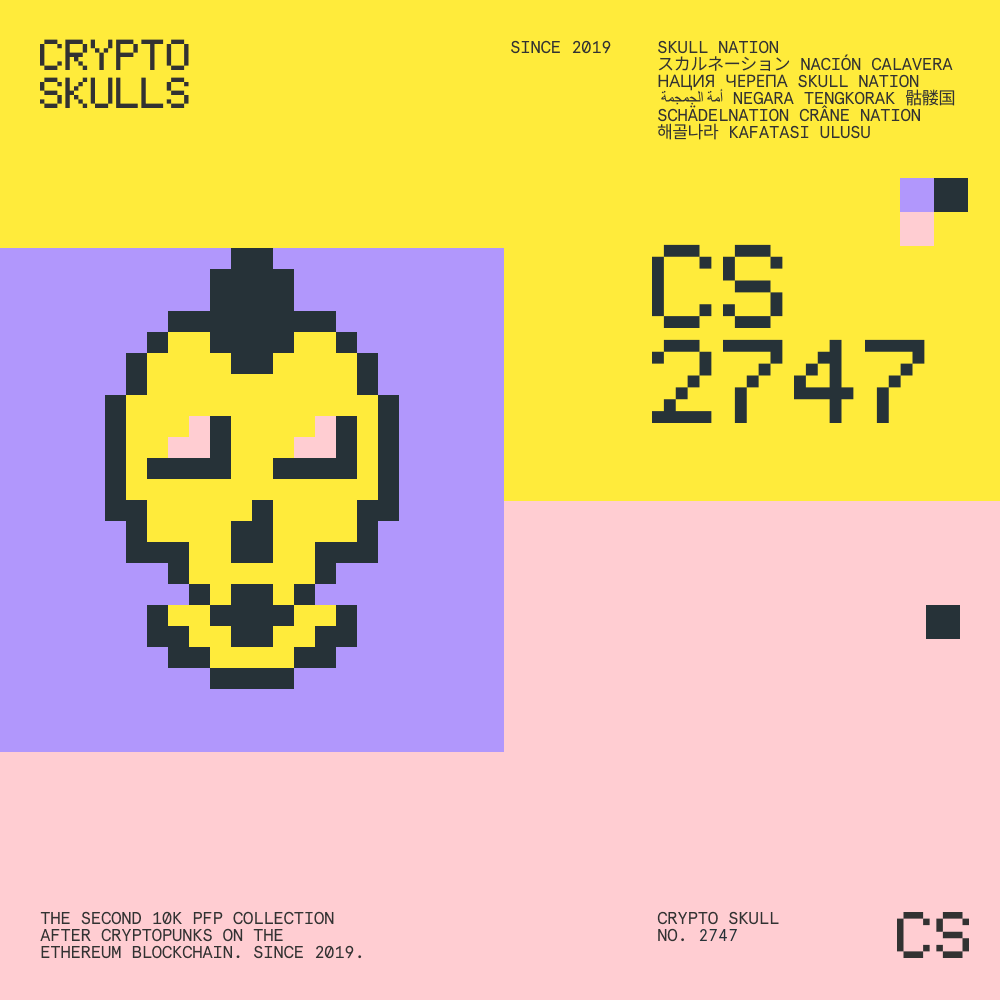 CRYPTO
SKULLS
SINCE 2019
SKULL NATION
スカルネーション NACIÓN CALAVERA
НАЦИЯ ЧЕРЕПА SKULL NATION
أمة الجمجمة NEGARA TENGKORAK 骷髅国
SCHÄDELNATION CRÂNE NATION
해골나라 KAFATASI ULUSU
CS
2747
THE SECOND 10K PFP COLLECTION
AFTER CRYPTOPUNKS ON THE
ETHEREUM BLOCKCHAIN. SINCE 2019.
CRYPTO SKULL
NO. 2747
CS